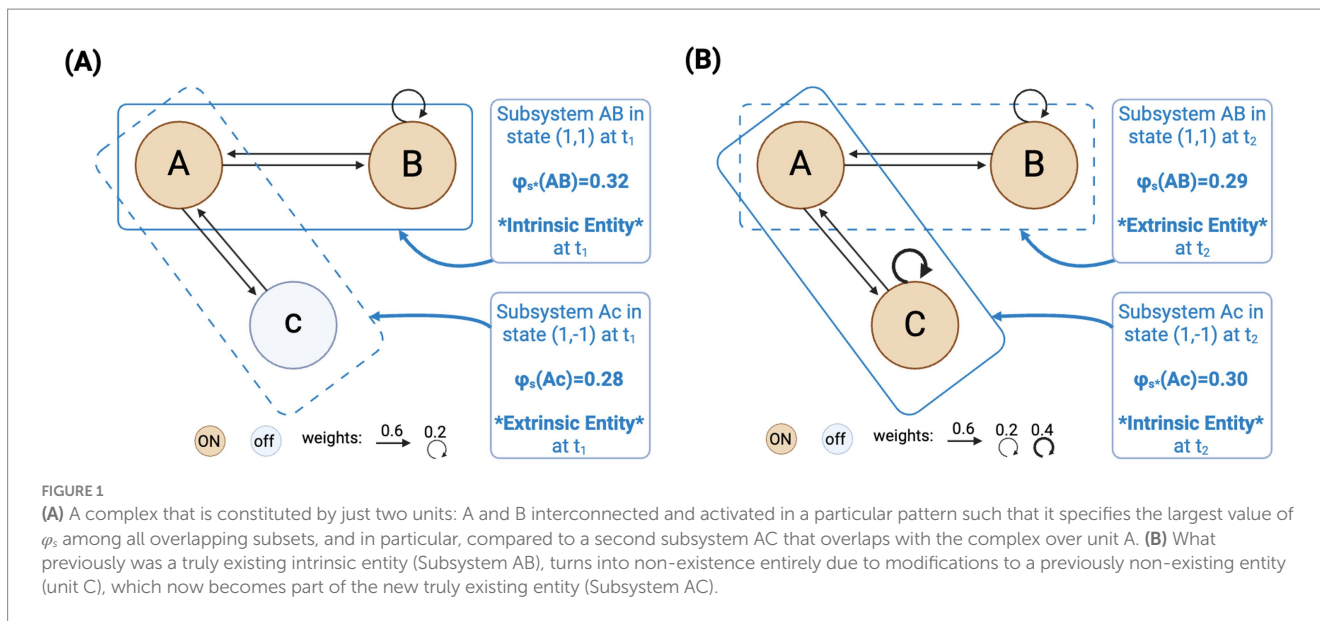 (A)
A
B
c
Subsystem AB in
state (1,1) at t₁
φₛ*(AB)=0.32
*Intrinsic Entity*
at t₁
Subsystem Ac in
state (1,-1) at t₁
φₛ(Ac)=0.28
*Extrinsic Entity*
at t₁
ON
off
weights:
0.6
0.2
(B)
A
B
C
Subsystem AB in
state (1,1) at t₂
φₛ(AB)=0.29
*Extrinsic Entity*
at t₂
Subsystem Ac in
state (1,-1) at t₂
φₛ*(Ac)=0.30
*Intrinsic Entity*
at t₂
ON
off
weights:
0.6
0.2
0.4
FIGURE 1
(A) A complex that is constituted by just two units: A and B interconnected and activated in a particular pattern such that it specifies the largest value of
φₛ among all overlapping subsets, and in particular, compared to a second subsystem AC that overlaps with the complex over unit A. (B) What
previously was a truly existing intrinsic entity (Subsystem AB), turns into non-existence entirely due to modifications to a previously non-existing entity
(unit C), which now becomes part of the new truly existing entity (Subsystem AC).